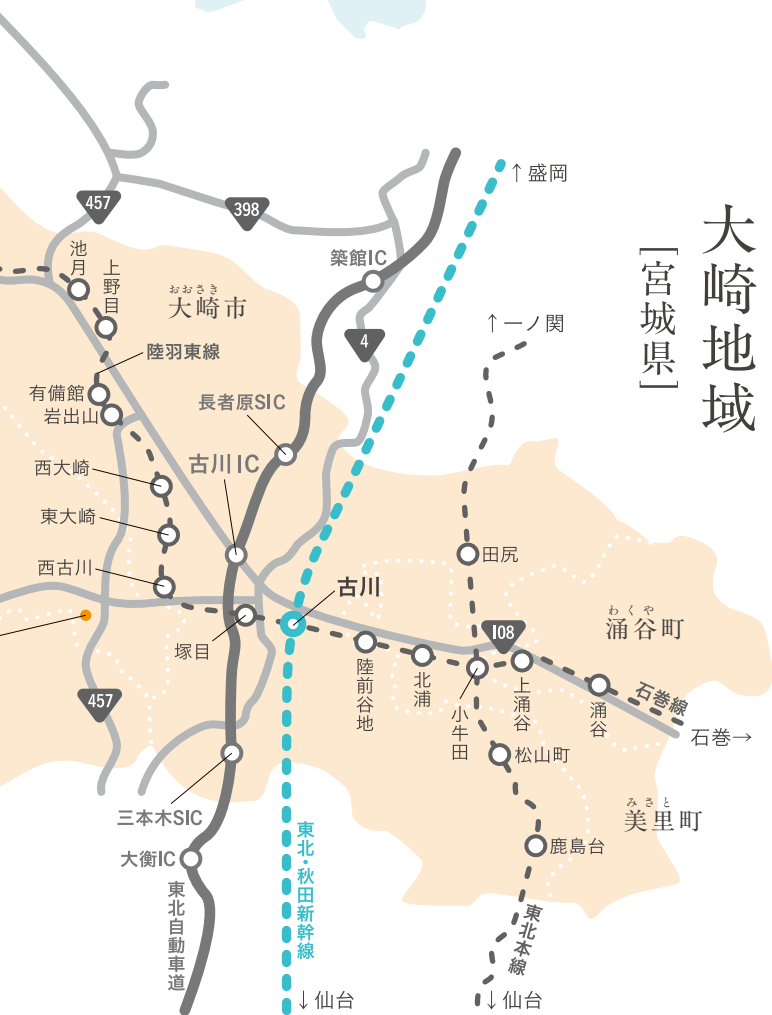 大崎地域
[宮城県]
↑盛岡
457
398
池月
上野目
おおさき
大崎市
築館IC
↑一ノ関
4
陸羽東線
有備館
岩出山
長者原SIC
古川IC
西大崎
東大崎
田尻
西古川
古川
わくや
涌谷町
108
塚目
陸前谷地
北浦
小牛田
上涌谷
涌谷
石巻線
石巻→
457
松山町
みさと
美里町
三本木SIC
鹿島台
大衡IC
東北自動車道
東北・秋田新幹線
東北本線
↓仙台
↓仙台